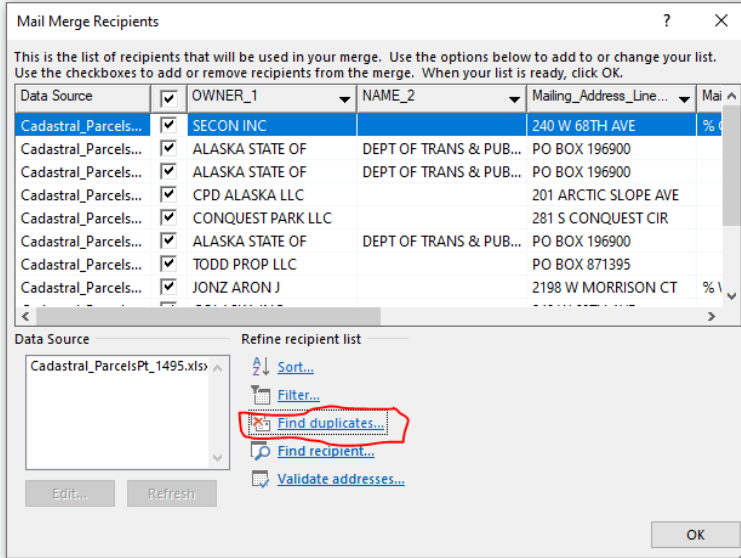 Mail Merge Recipients ? ×
This is the list of recipients that will be used in your merge. Use the options below to add to or change your list.
Use the checkboxes to add or remove recipients from the merge. When your list is ready, click OK.
Data Source OWNER_1 NAME_2 Mailing_Address_Line... Mai
Cadastral_Parcels... SECON INC 240 W 68TH AVE %
Cadastral_Parcels... ALASKA STATE OF DEPT OF TRANS & PUB... PO BOX 196900
Cadastral_Parcels... ALASKA STATE OF DEPT OF TRANS & PUB... PO BOX 196900
Cadastral_Parcels... CPD ALASKA LLC 201 ARCTIC SLOPE AVE
Cadastral_Parcels... CONQUEST PARK LLC 281 S CONQUEST CIR
Cadastral_Parcels... ALASKA STATE OF DEPT OF TRANS & PUB... PO BOX 196900
Cadastral_Parcels... TODD PROP LLC PO BOX 871395
Cadastral_Parcels... JONZ ARON J 2198 W MORRISON CT %
Data Source Refine recipient list
Cadastral_ParcelsPt_1495.xlsx
Sort...
Filter...
Find duplicates...
Find recipient...
Validate addresses...
Edit... Refresh
OK